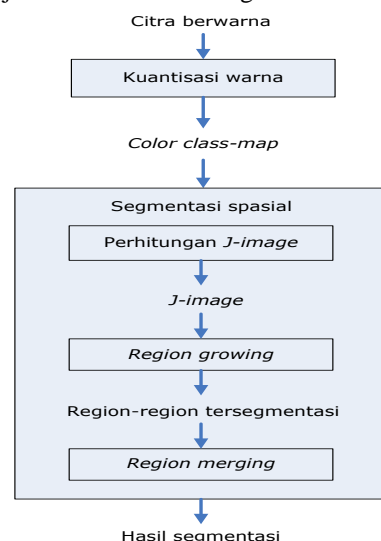 Citra berwarna
Kuantisasi warna
Color class-map
Segmentasi spasial
Perhitungan J-image
J-image
Region growing
Region-region tersegmentasi
Region merging
Hasil segmentasi